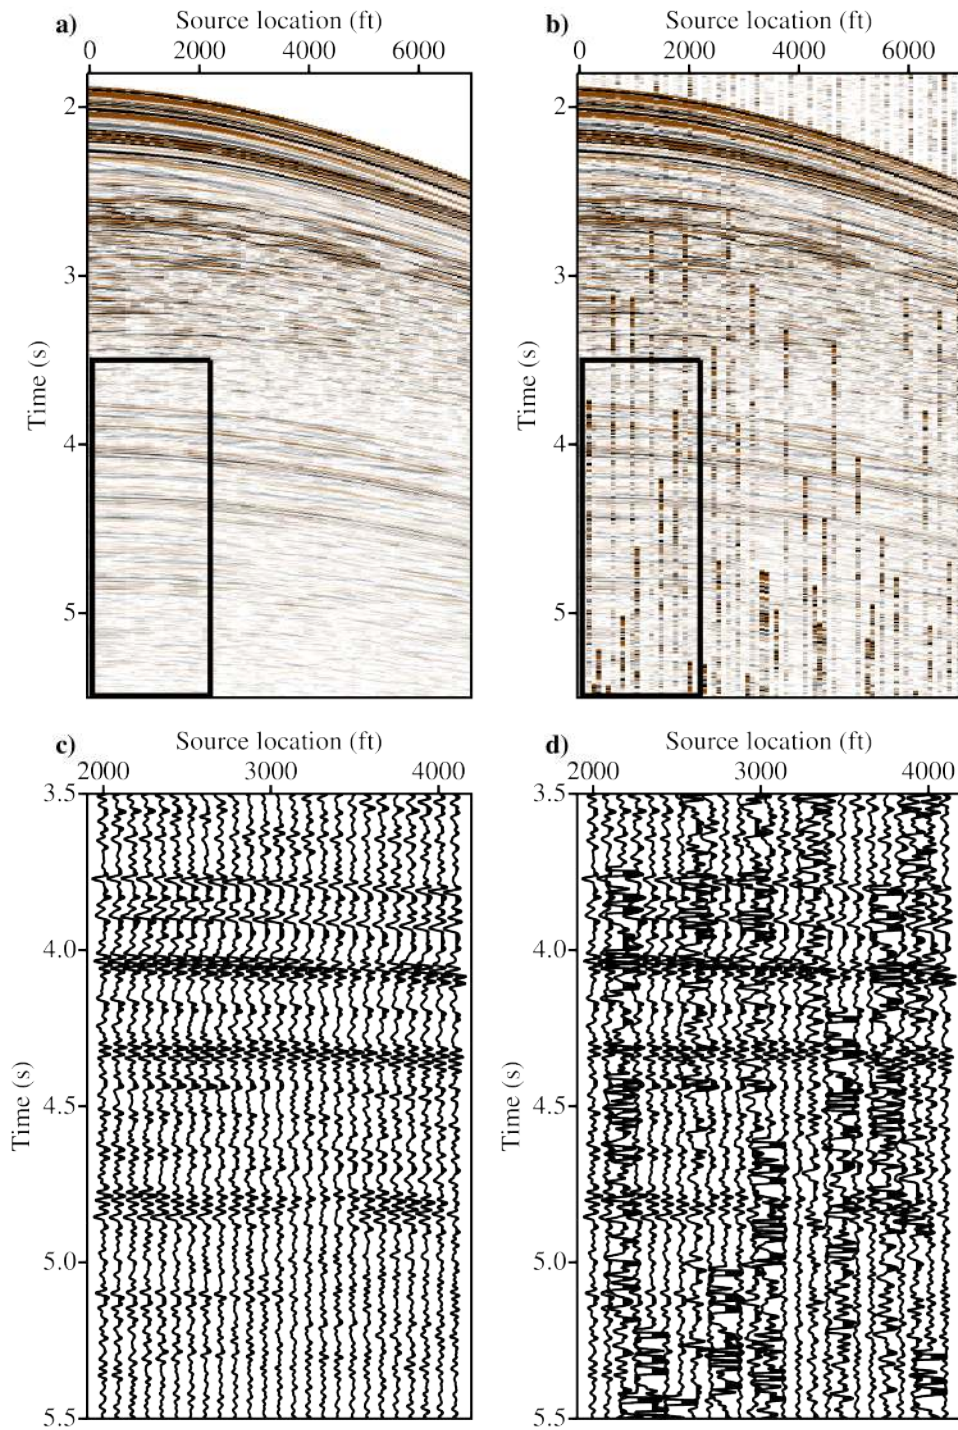 a) Source location (ft)
0 2000 4000 6000
2
3
4
5
Time (s)
b) Source location (ft)
0 2000 4000 6000
2
3
4
5
Time (s)
c) Source location (ft)
2000 3000 4000
3.5
4.0
4.5
5.0
5.5
Time (s)
d) Source location (ft)
2000 3000 4000
3.5
4.0
4.5
5.0
5.5
Time (s)